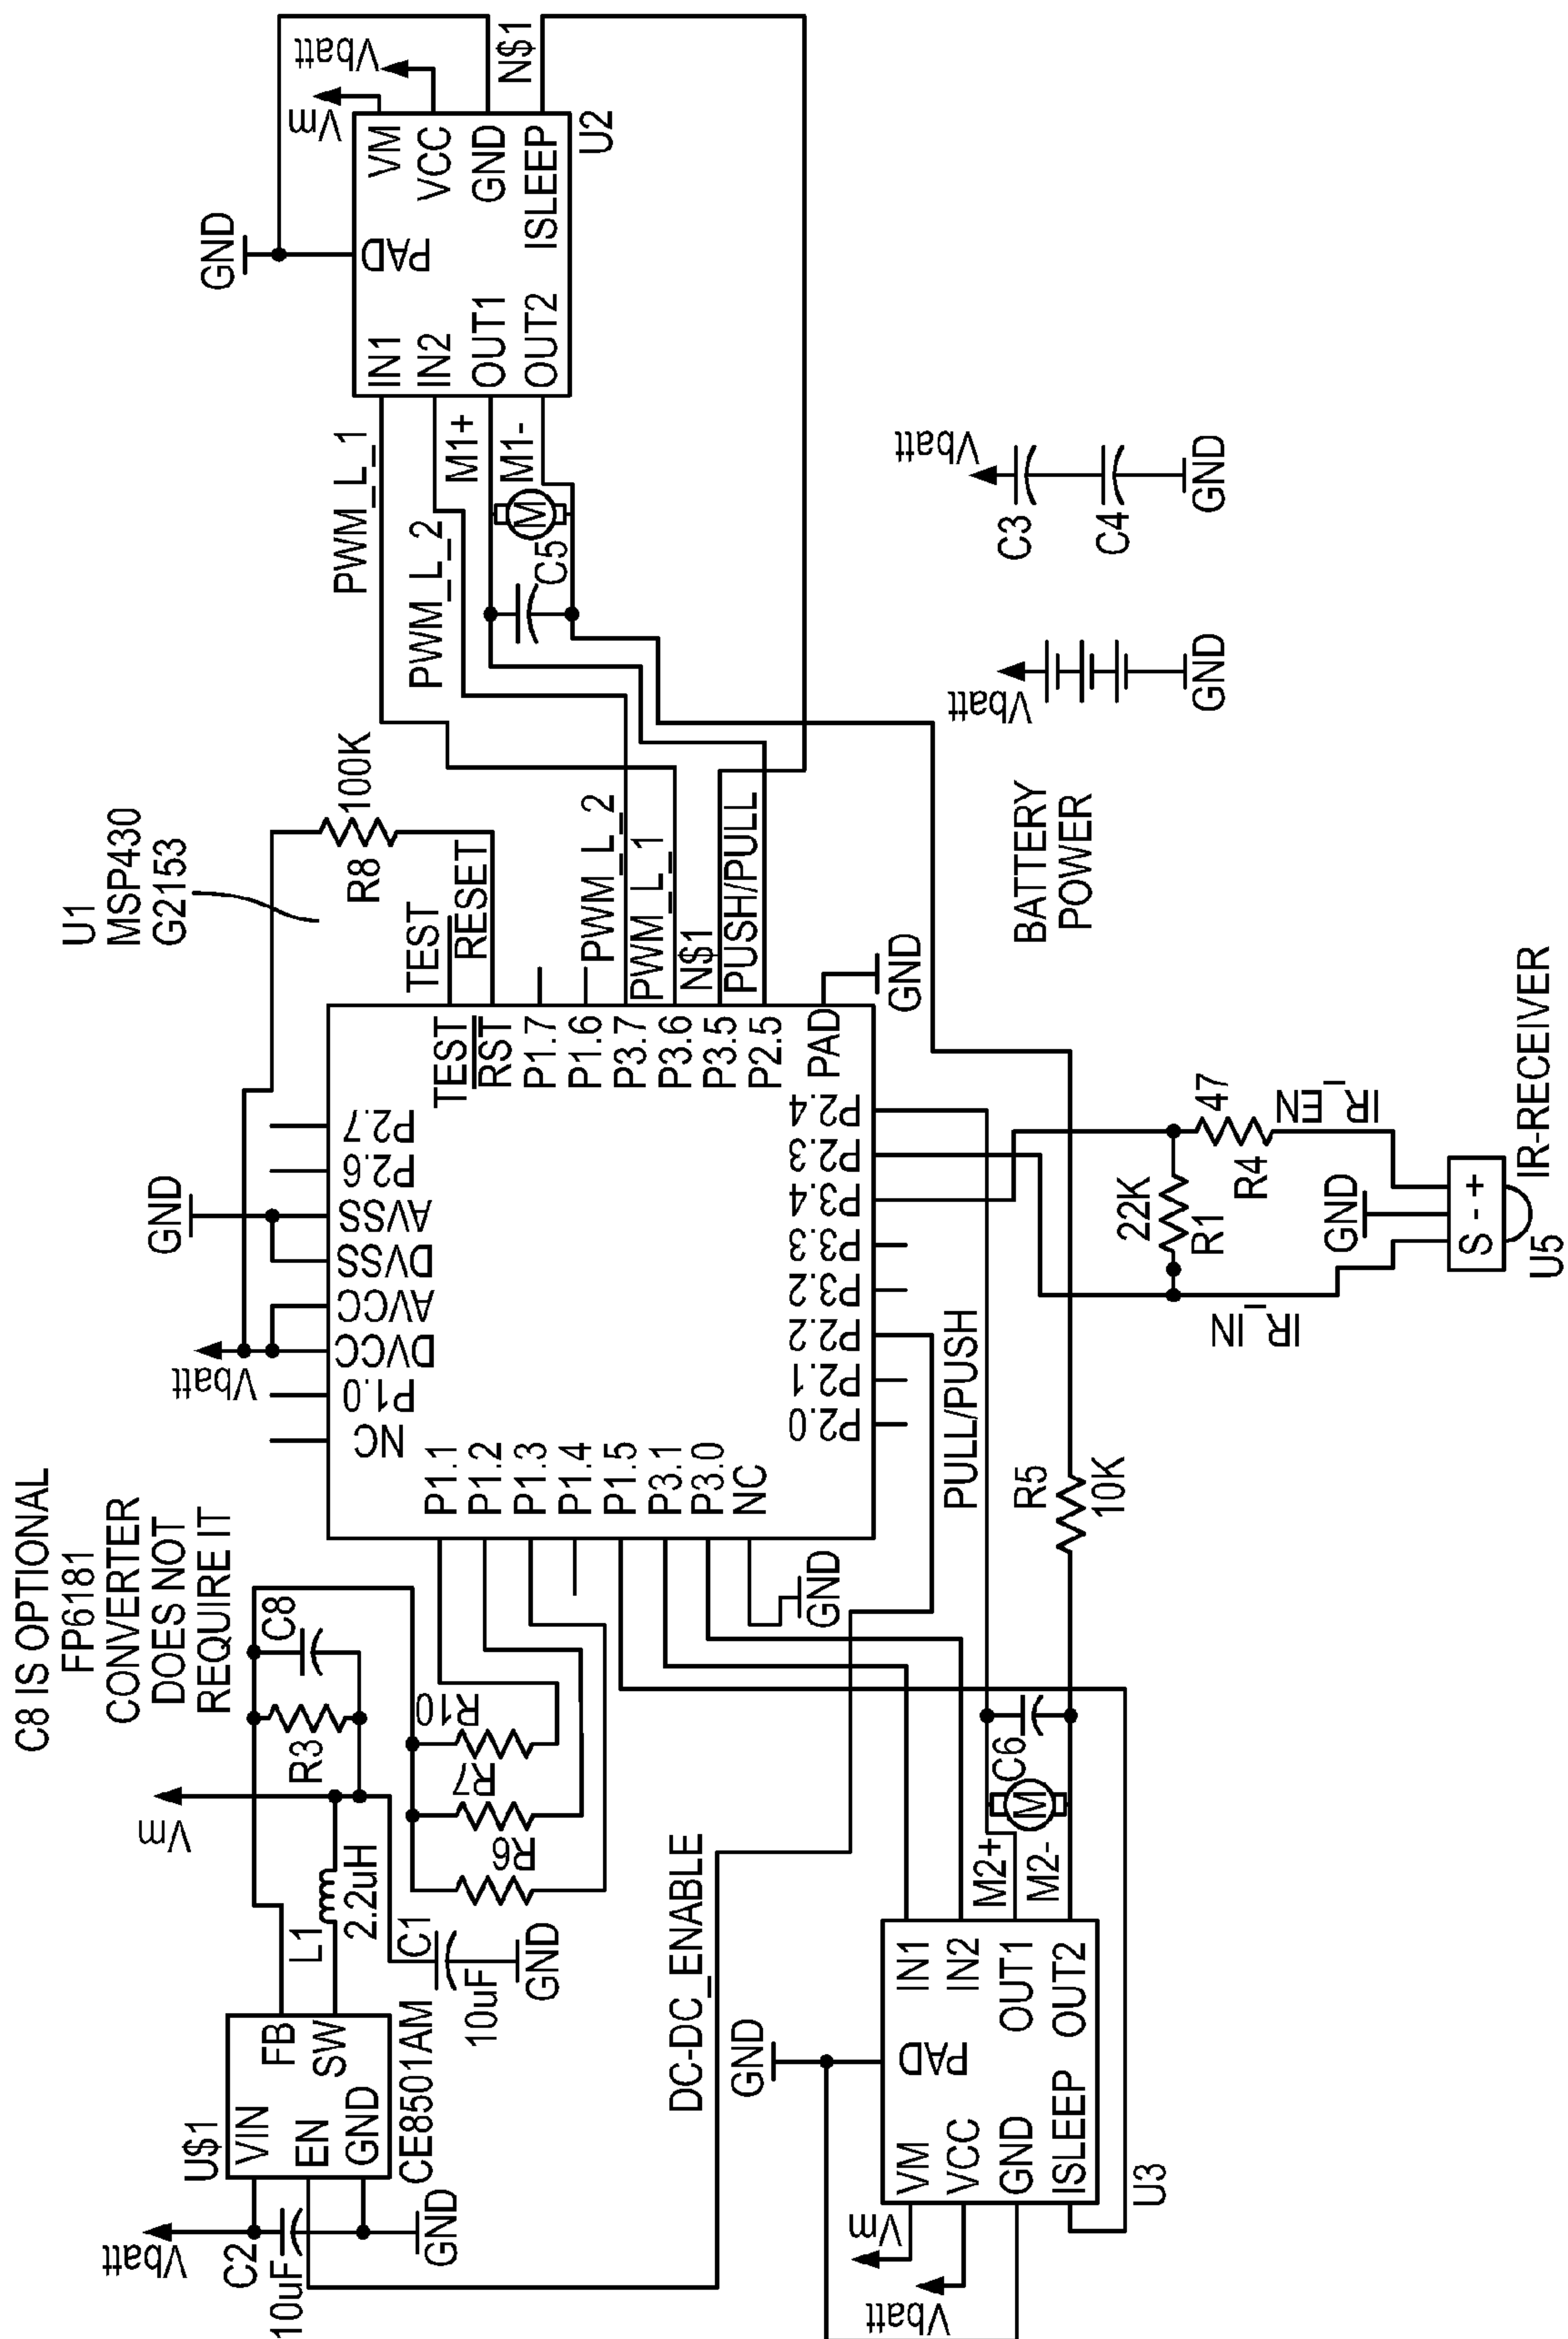 C8 IS OPTIONAL
FP6181
CONVERTER
DOES NOT
REQUIRE IT
U1
MSP430
G2153
Vbatt
C2
10uF
GND
U$1
VIN
EN
GND
FB
SW
CE8501AM
L1
2.2uH
Vm
R3
C8
C1
10uF
GND
R10
R7
R6
Vbatt
GND
R8
100K
TEST
RESET
NC
P1.0
DVCC
AVCC
DVSS
AVSS
P2.6
P2.7
P1.1
P1.2
P1.3
P1.4
P1.5
P3.1
P3.0
NC
TEST
RST
P1.7
P1.6
P3.7
P3.6
P3.5
P2.5
PAD
P2.0
P2.1
P2.2
P3.2
P3.3
P3.4
P2.3
P2.4
GND
GND
PWM_L_2
PWM_L_1
N$1
PUSH/PULL
PWM_L_1
PWM_L_2
M1+
M1-
M
C5
GND
IN1
IN2
OUT1
OUT2
PAD
VM
VCC
GND
ISLEEP
U2
Vm
Vbatt
N$1
DC-DC_ENABLE
GND
VM
VCC
GND
ISLEEP
PAD
IN1
IN2
OUT1
OUT2
U3
Vm
Vbatt
M2+
M2-
M
C6
PULL/PUSH
R5
10K
22K
R1
47
R4
IR_IN
IR_EN
GND
S - +
U5
IR-RECEIVER
BATTERY
POWER
Vbatt
GND
Vbatt
C3
C4
GND